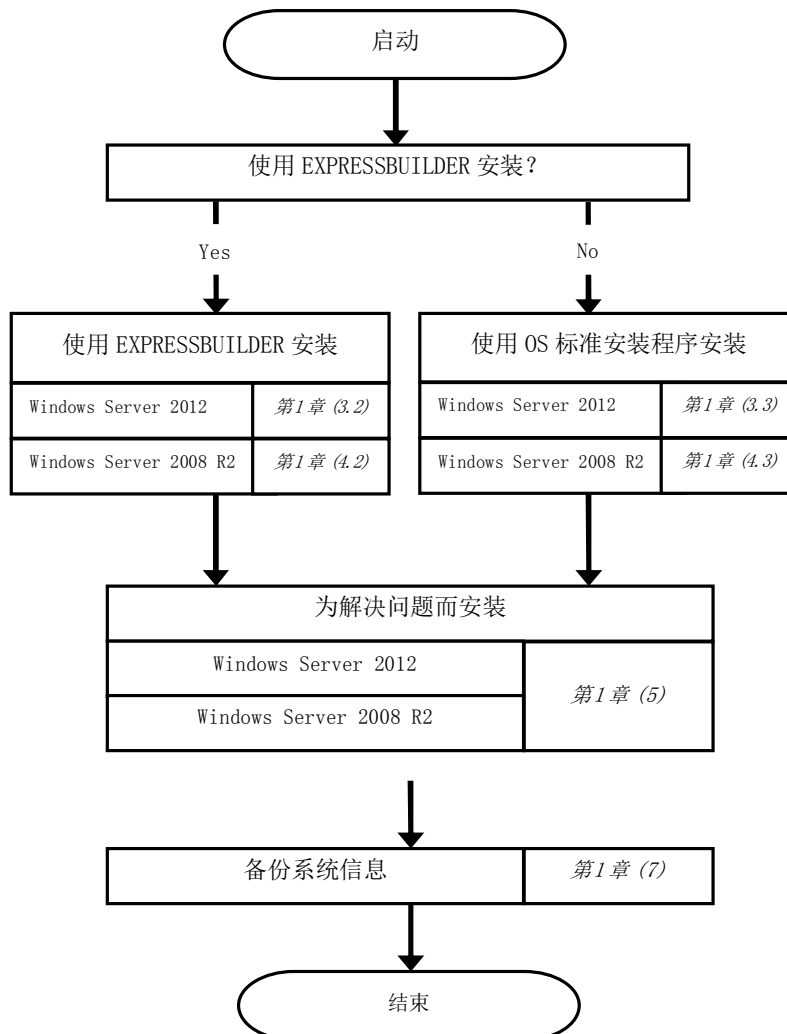 启动
使用 EXPRESSBUILDER 安装？
Yes
No
使用 EXPRESSBUILDER 安装
Windows Server 2012
第1章 (3.2)
Windows Server 2008 R2
第1章 (4.2)
使用 OS 标准安装程序安装
Windows Server 2012
第1章 (3.3)
Windows Server 2008 R2
第1章 (4.3)
为解决问题而安装
Windows Server 2012
Windows Server 2008 R2
第1章 (5)
备份系统信息
第1章 (7)
结束